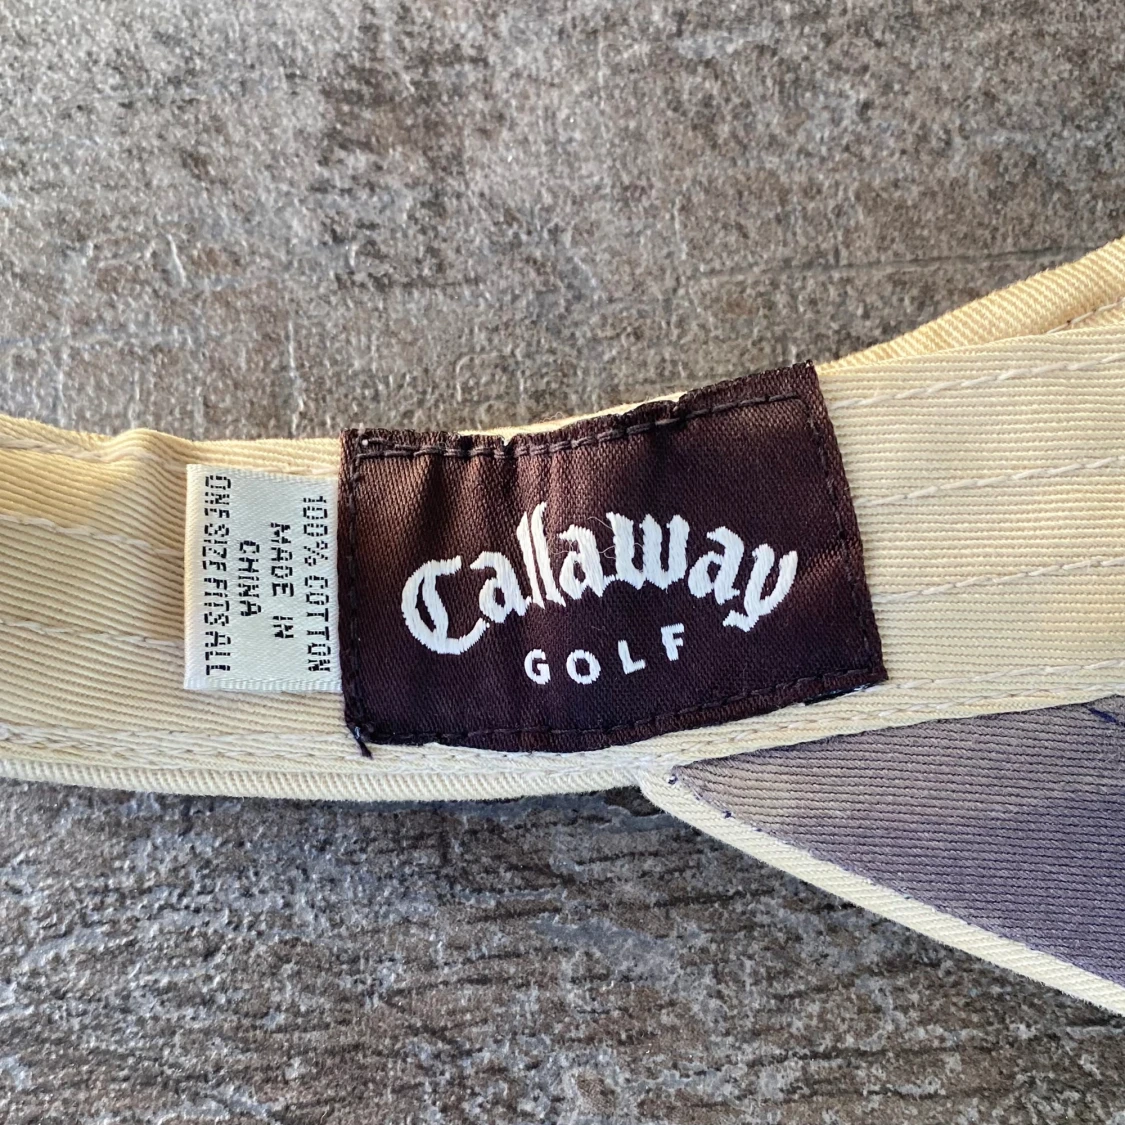 Callaway
GOLF
100% COTTON
MADE IN
CHINA
ONE SIZE FITS ALL